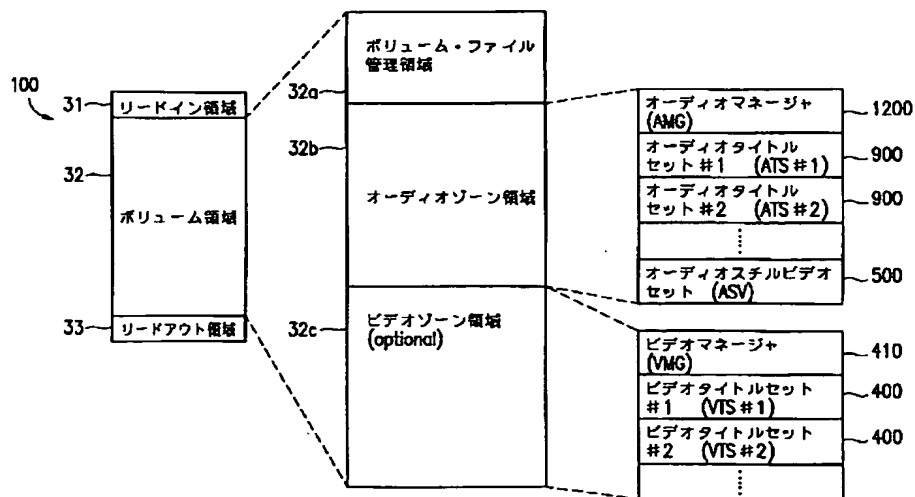 100
31
リードイン領域
32
ボリューム領域
33
リードアウト領域
32a
ボリューム・ファイル
管理領域
32b
オーディオゾーン領域
32c
ビデオゾーン領域
(optional)
オーディオマネージャ
(AMG)
1200
オーディオタイトル
セット#1 (ATS#1)
900
オーディオタイトル
セット#2 (ATS#2)
900
オーディオスチルビデオ
セット (ASV)
500
ビデオマネージャ
(VMG)
410
ビデオタイトルセット
#1 (VTS#1)
400
ビデオタイトルセット
#2 (VTS#2)
400